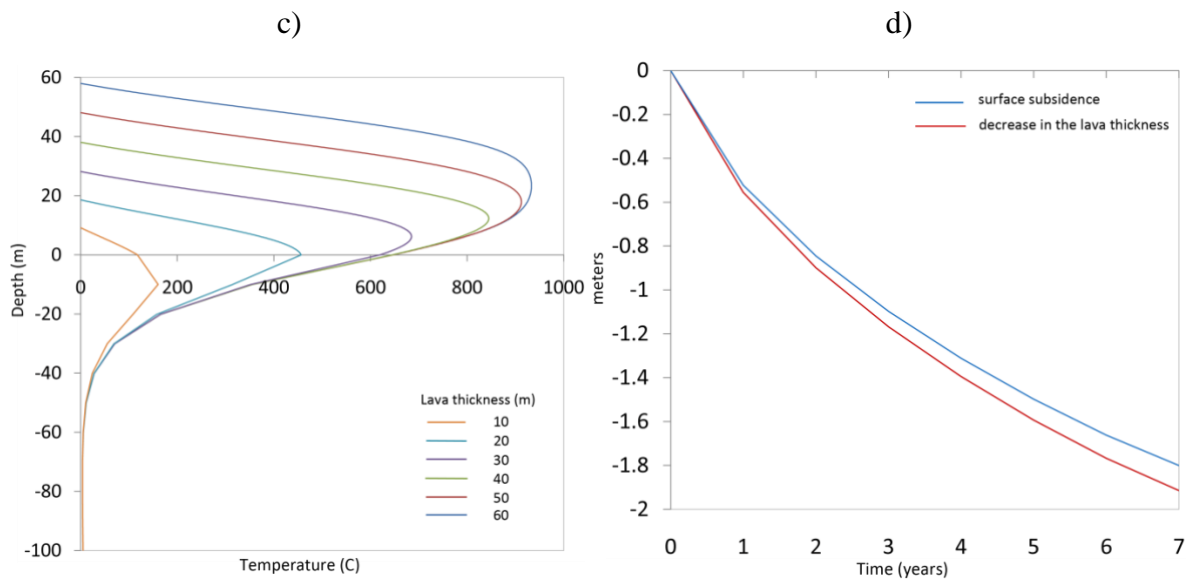 c)
60
40
20
0
-20
-40
-60
-80
-100
Depth (m)
0 200 400 600 800 1000
Temperature (C)
Lava thickness (m)
10
20
30
40
50
60
d)
0
-0.2
-0.4
-0.6
-0.8
-1
-1.2
-1.4
-1.6
-1.8
-2
meters
surface subsidence
decrease in the lava thickness
0 1 2 3 4 5 6 7
Time (years)